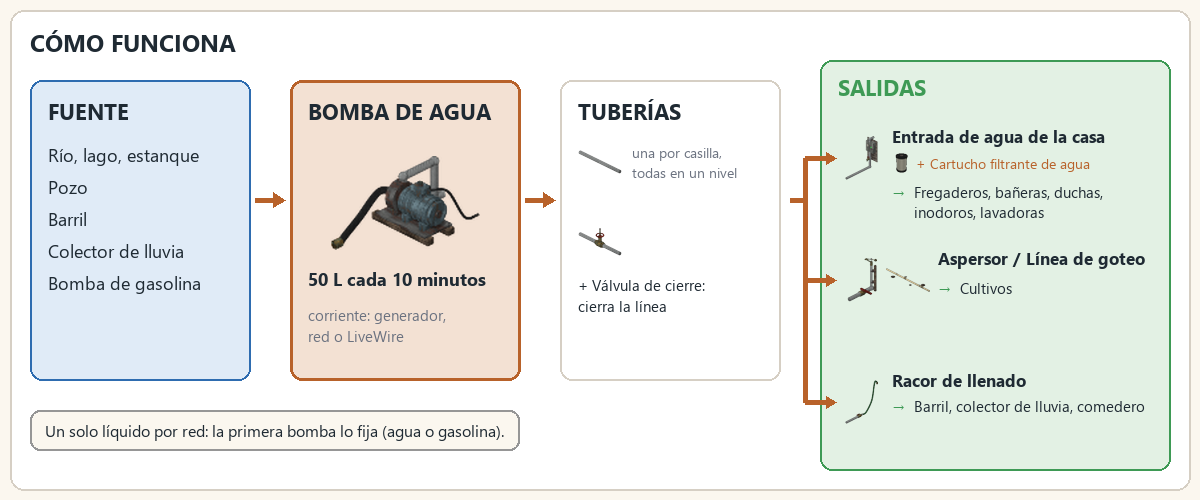 CÓMO FUNCIONA
FUENTE
Río, lago, estanque
Pozo
Barril
Colector de lluvia
Bomba de gasolina
BOMBA DE AGUA
50 L cada 10 minutos
corriente: generador,
red o LiveWire
TUBERÍAS
una por casilla,
todas en un nivel
+ Válvula de cierre:
cierra la línea
SALIDAS
Entrada de agua de la casa
+ Cartucho filtrante de agua
→ Fregaderos, bañeras, duchas,
inodoros, lavadoras
Aspersor / Línea de goteo
→ Cultivos
Racor de llenado
→ Barril, colector de lluvia, comedero
Un solo líquido por red: la primera bomba lo fija (agua o gasolina).